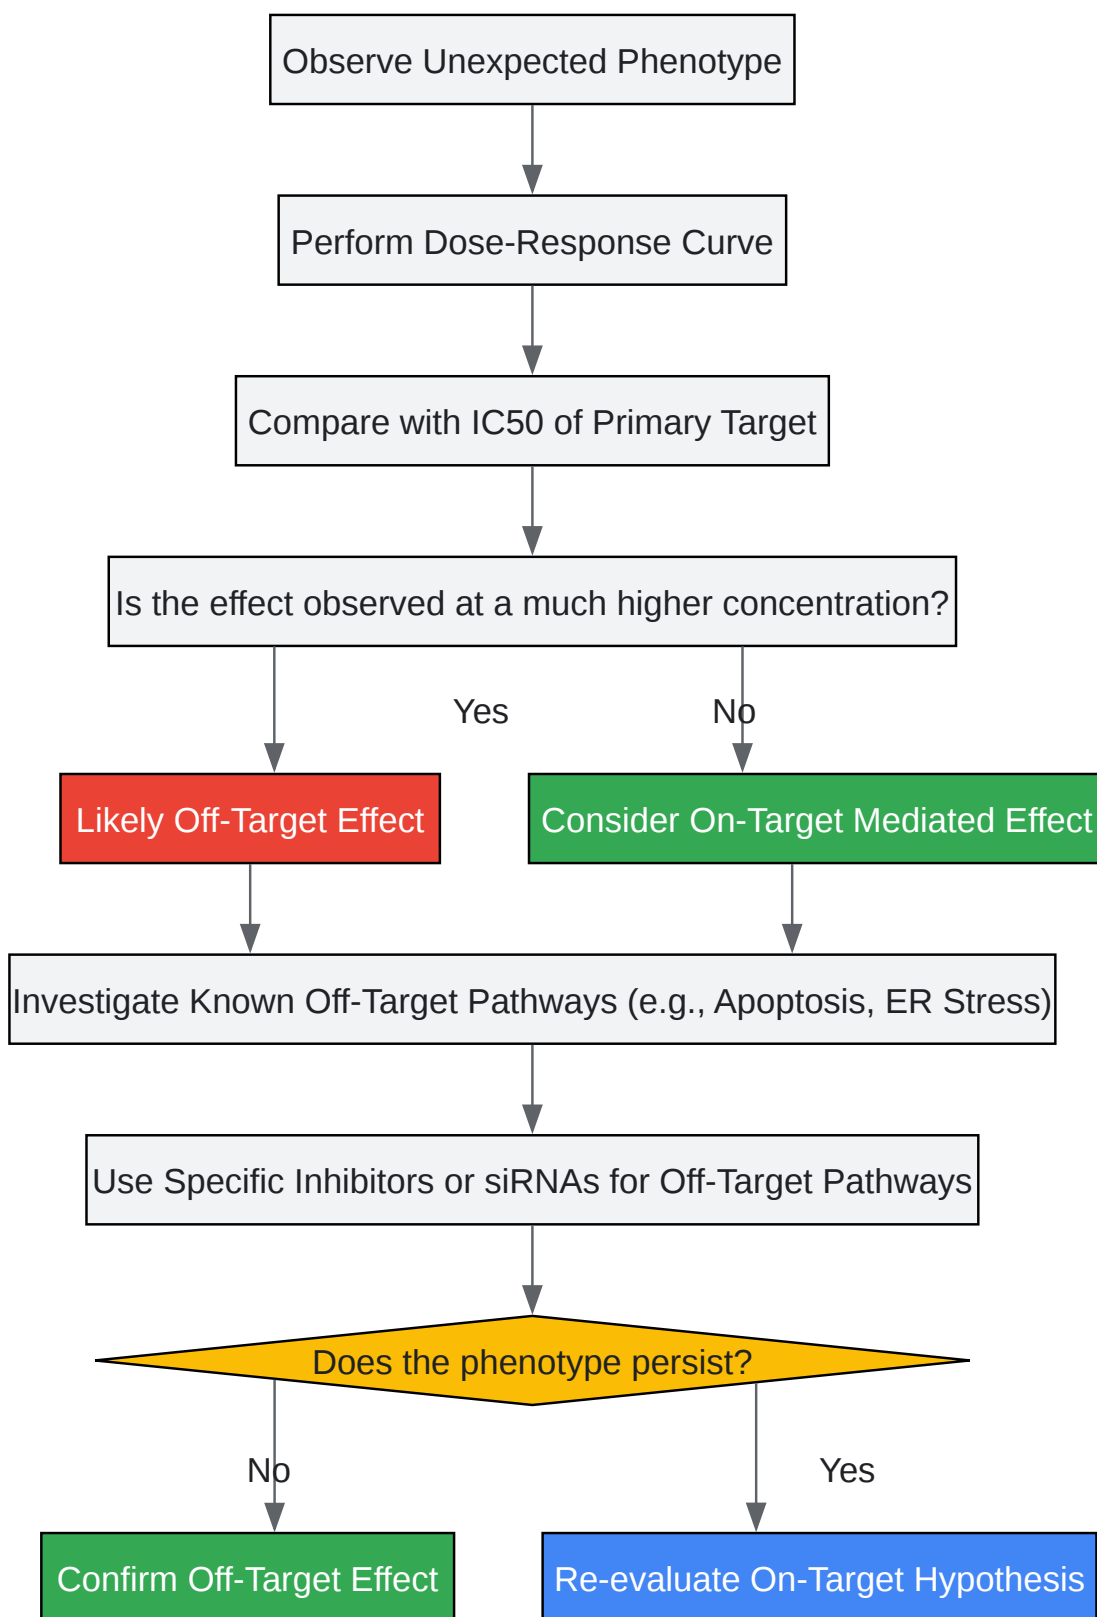 Observe Unexpected Phenotype
Perform Dose-Response Curve
Compare with IC50 of Primary Target
Is the effect observed at a much higher concentration?
Yes
No
Likely Off-Target Effect
Consider On-Target Mediated Effect
Investigate Known Off-Target Pathways (e.g., Apoptosis, ER Stress)
Use Specific Inhibitors or siRNAs for Off-Target Pathways
Does the phenotype persist?
No
Yes
Confirm Off-Target Effect
Re-evaluate On-Target Hypothesis